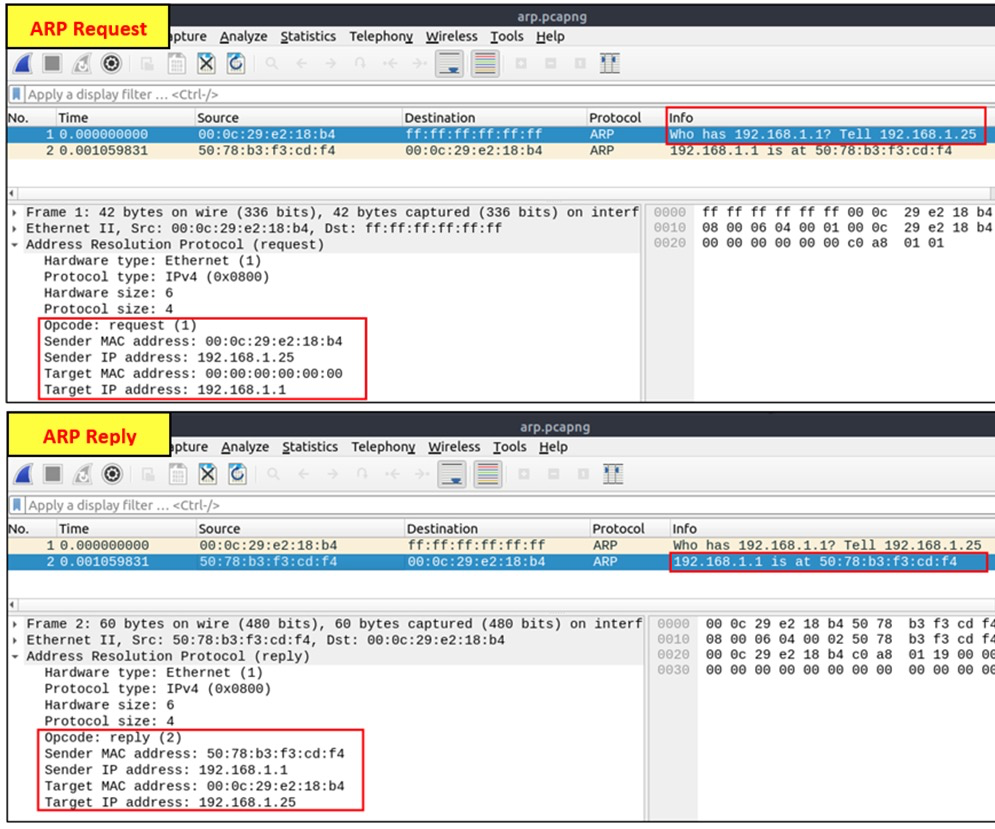 ARP Request
arp.pcapng
apture Analyze Statistics Telephony Wireless Tools Help
Apply a display filter … <Ctrl-/>
No. Time Source Destination Protocol Info
1 0.000000000 00:0c:29:e2:18:b4 ff:ff:ff:ff:ff:ff ARP Who has 192.168.1.1? Tell 192.168.1.25
2 0.001059831 50:78:b3:f3:cd:f4 00:0c:29:e2:18:b4 ARP 192.168.1.1 is at 50:78:b3:f3:cd:f4
Frame 1: 42 bytes on wire (336 bits), 42 bytes captured (336 bits) on interf
Ethernet II, Src: 00:0c:29:e2:18:b4, Dst: ff:ff:ff:ff:ff:ff
Address Resolution Protocol (request)
Hardware type: Ethernet (1)
Protocol type: IPv4 (0x0800)
Hardware size: 6
Protocol size: 4
Opcode: request (1)
Sender MAC address: 00:0c:29:e2:18:b4
Sender IP address: 192.168.1.25
Target MAC address: 00:00:00:00:00:00
Target IP address: 192.168.1.1
0000 ff ff ff ff ff ff 00 0c 29 e2 18 b4
0010 08 00 06 04 00 01 00 0c 29 e2 18 b4
0020 00 00 00 00 00 00 c0 a8 01 01
ARP Reply
arp.pcapng
apture Analyze Statistics Telephony Wireless Tools Help
Apply a display filter … <Ctrl-/>
No. Time Source Destination Protocol Info
1 0.000000000 00:0c:29:e2:18:b4 ff:ff:ff:ff:ff:ff ARP Who has 192.168.1.1? Tell 192.168.1.25
2 0.001059831 50:78:b3:f3:cd:f4 00:0c:29:e2:18:b4 ARP 192.168.1.1 is at 50:78:b3:f3:cd:f4
Frame 2: 60 bytes on wire (480 bits), 60 bytes captured (480 bits) on interf
Ethernet II, Src: 50:78:b3:f3:cd:f4, Dst: 00:0c:29:e2:18:b4
Address Resolution Protocol (reply)
Hardware type: Ethernet (1)
Protocol type: IPv4 (0x0800)
Hardware size: 6
Protocol size: 4
Opcode: reply (2)
Sender MAC address: 50:78:b3:f3:cd:f4
Sender IP address: 192.168.1.1
Target MAC address: 00:0c:29:e2:18:b4
Target IP address: 192.168.1.25
0000 00 0c 29 e2 18 b4 50 78 b3 f3 cd f4
0010 08 00 06 04 00 02 50 78 b3 f3 cd f4
0020 00 0c 29 e2 18 b4 c0 a8 01 19 00 00
0030 00 00 00 00 00 00 00 00 00 00 00 00